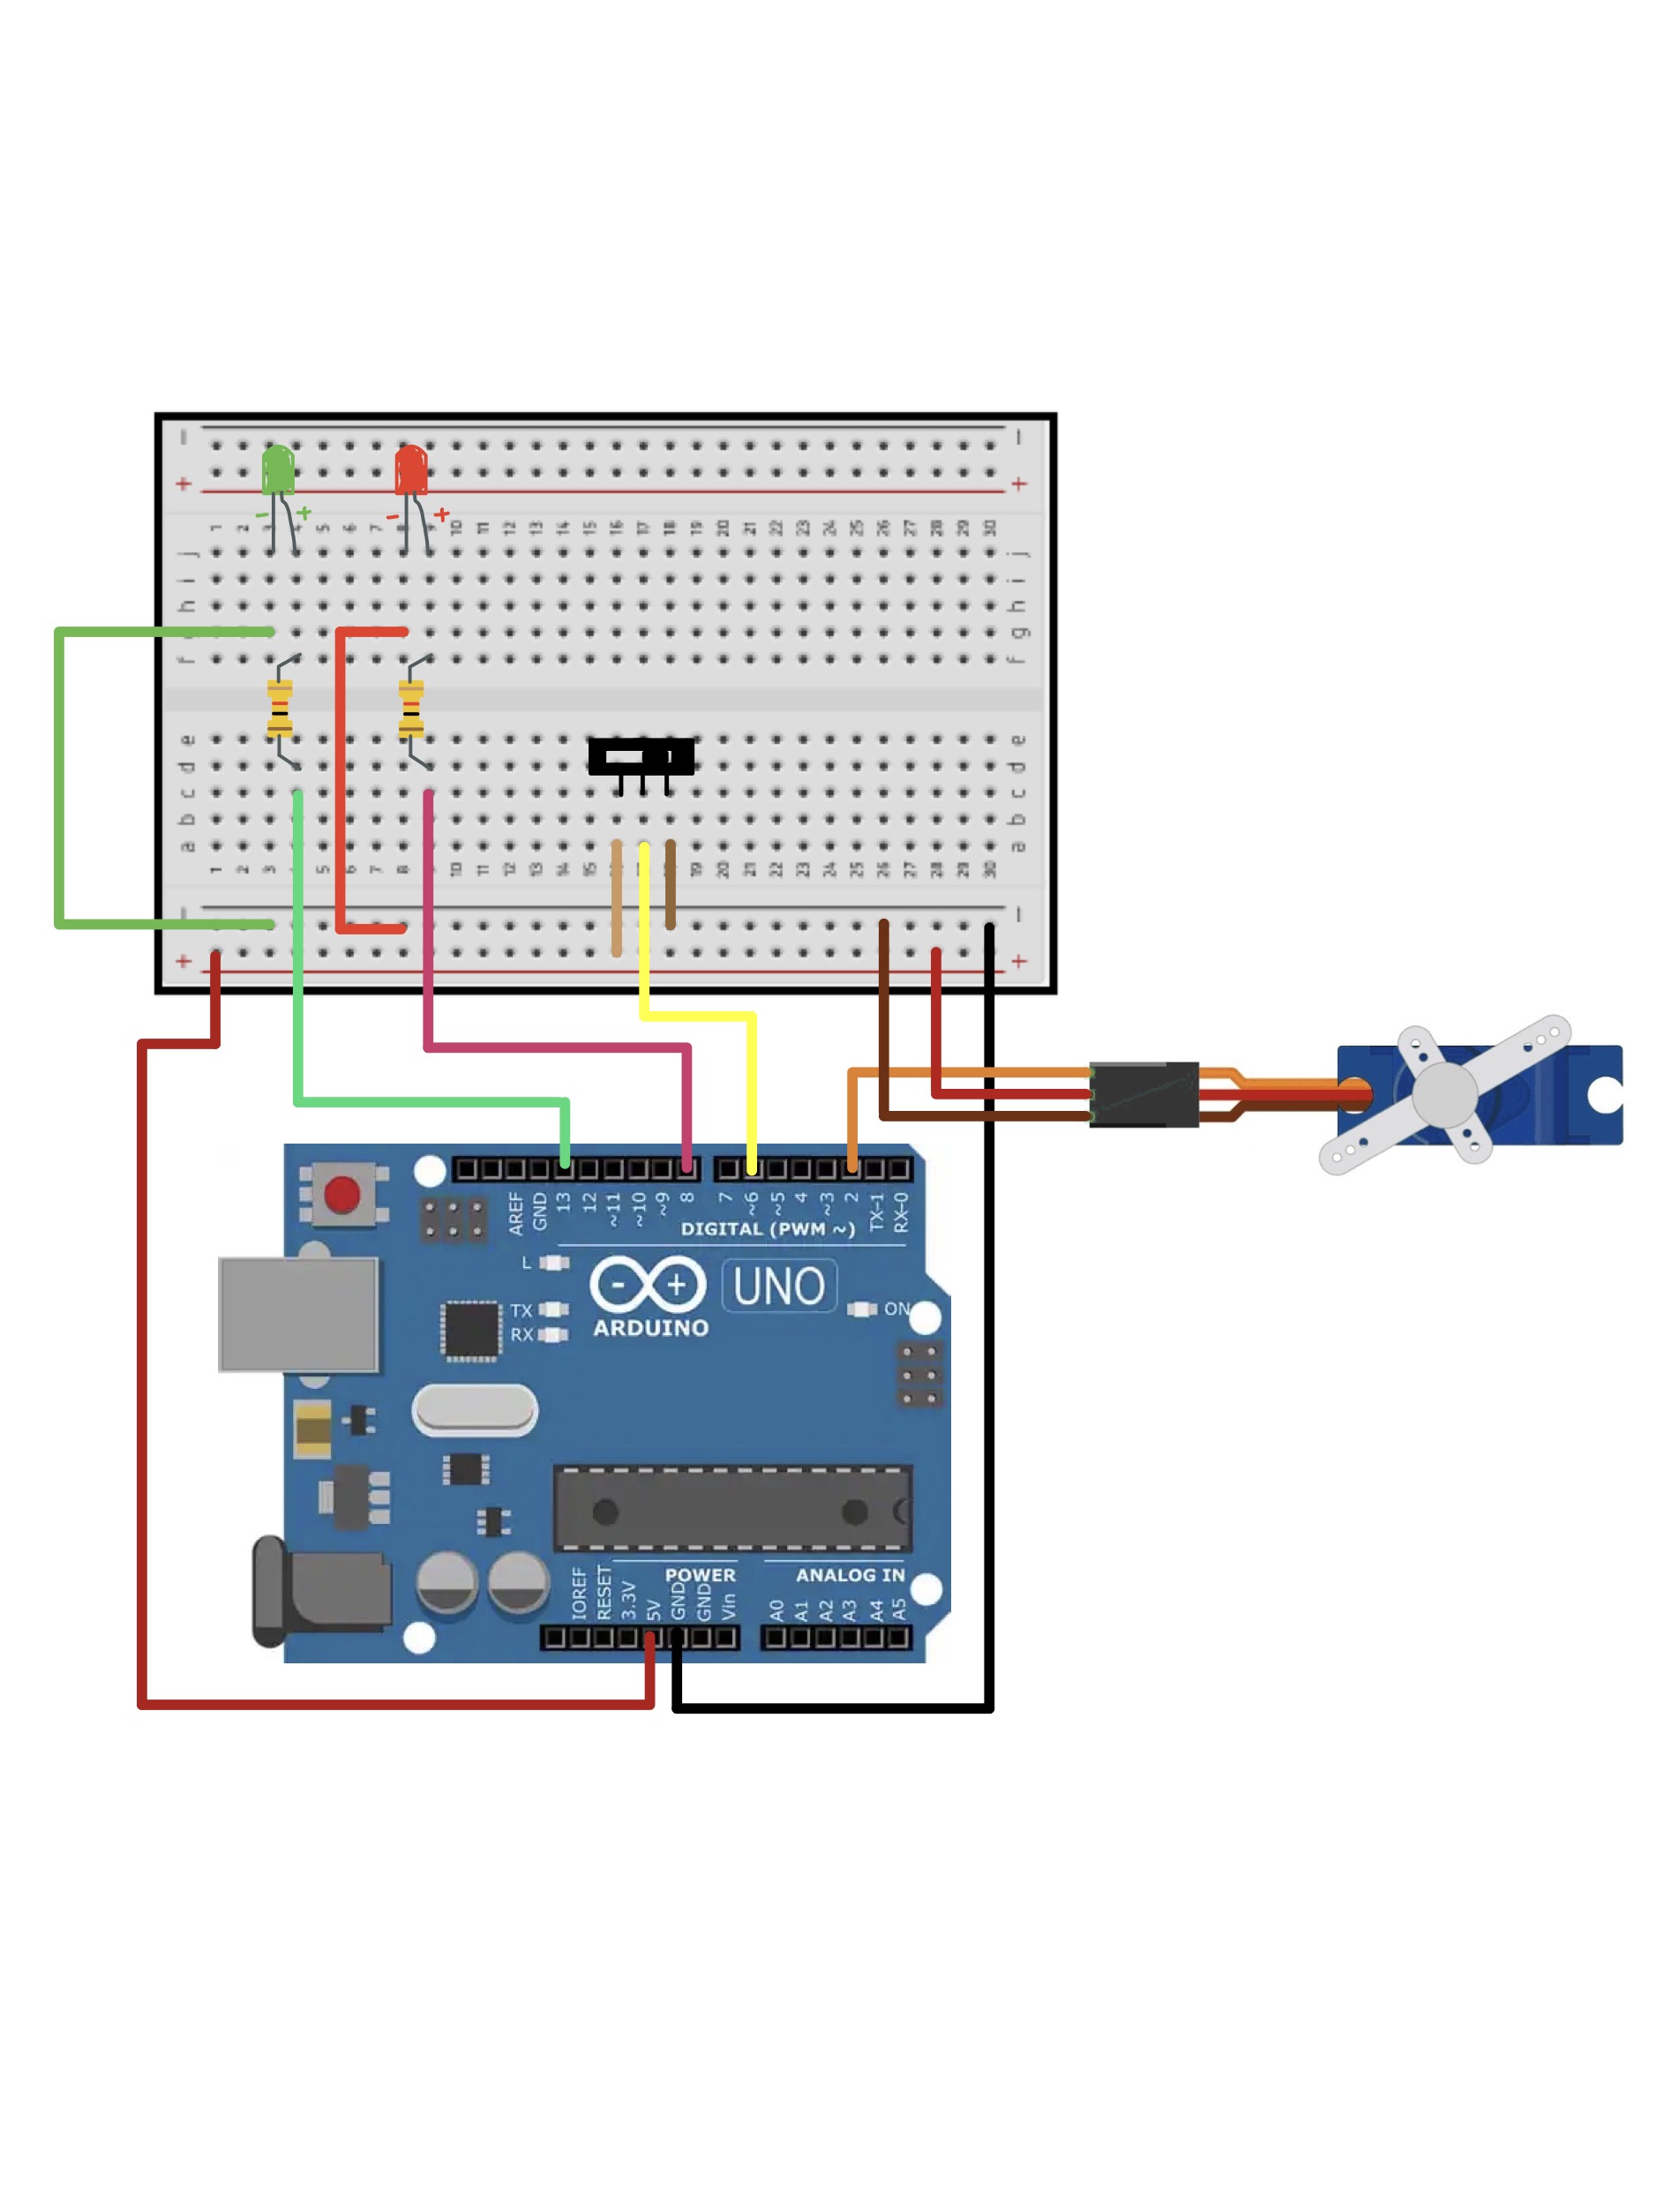 − −
+ +
- + - +
1 2 3 4 5 6 7 8 9 10 11 12 13 14 15 16 17 18 19 20 21 22 23 24 25 26 27 28 29 30
j j
i i
h h
g
f f
e e
d d
c c
b b
a a
1 2 3 5 6 7 8 10 11 12 13 14 15 19 20 21 22 23 24 25 26 27 28 29 30
− −
+ +
AREF GND 13 12 ~11 ~10 ~9 8 7 ~6 ~5 4 ~3 2 TX-1 RX-0
DIGITAL (PWM ~)
L
- +
UNO
TX
RX
ON
ARDUINO
POWER ANALOG IN
IOREF RESET 3.3V 5V GND GND Vin A0 A1 A2 A3 A4 A5